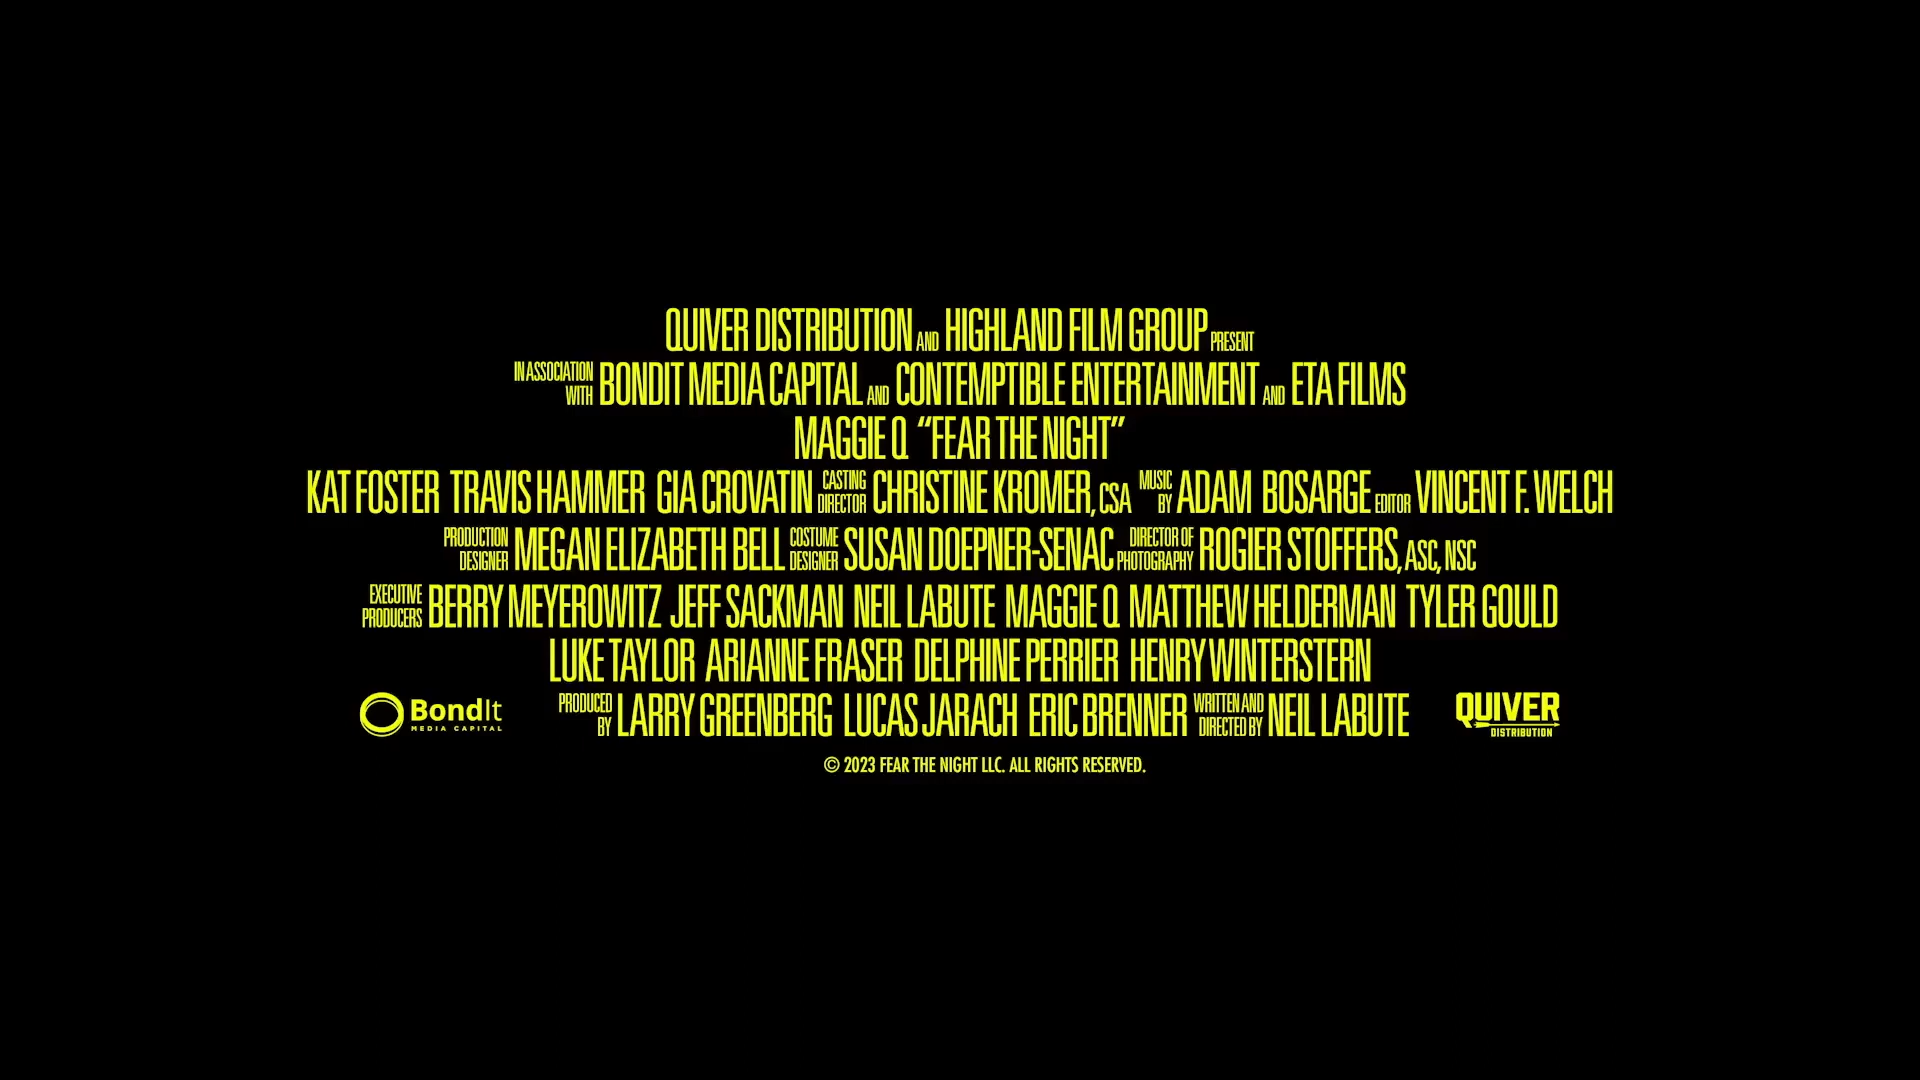 QUIVER DISTRIBUTION AND HIGHLAND FILM GROUP PRESENT
IN ASSOCIATION WITH BONDIT MEDIA CAPITAL AND CONTEMPTIBLE ENTERTAINMENT AND ETA FILMS
MAGGIE Q “FEAR THE NIGHT”
KAT FOSTER TRAVIS HAMMER GIA CROVATIN CASTING DIRECTOR CHRISTINE KROMER, CSA MUSIC BY ADAM BOSARGE EDITOR VINCENT F. WELCH
PRODUCTION DESIGNER MEGAN ELIZABETH BELL COSTUME DESIGNER SUSAN DOEPNER-SENAC DIRECTOR OF PHOTOGRAPHY ROGIER STOFFERS, ASC, NSC
EXECUTIVE PRODUCERS BERRY MEYEROWITZ JEFF SACKMAN NEIL LABUTE MAGGIE Q MATTHEW HELDERMAN TYLER GOULD
LUKE TAYLOR ARIANNE FRASER DELPHINE PERRIER HENRY WINTERSTERN
BondIt MEDIA CAPITAL PRODUCED BY LARRY GREENBERG LUCAS JARACH ERIC BRENNER WRITTEN AND DIRECTED BY NEIL LABUTE QUIVER DISTRIBUTION
© 2023 FEAR THE NIGHT LLC. ALL RIGHTS RESERVED.